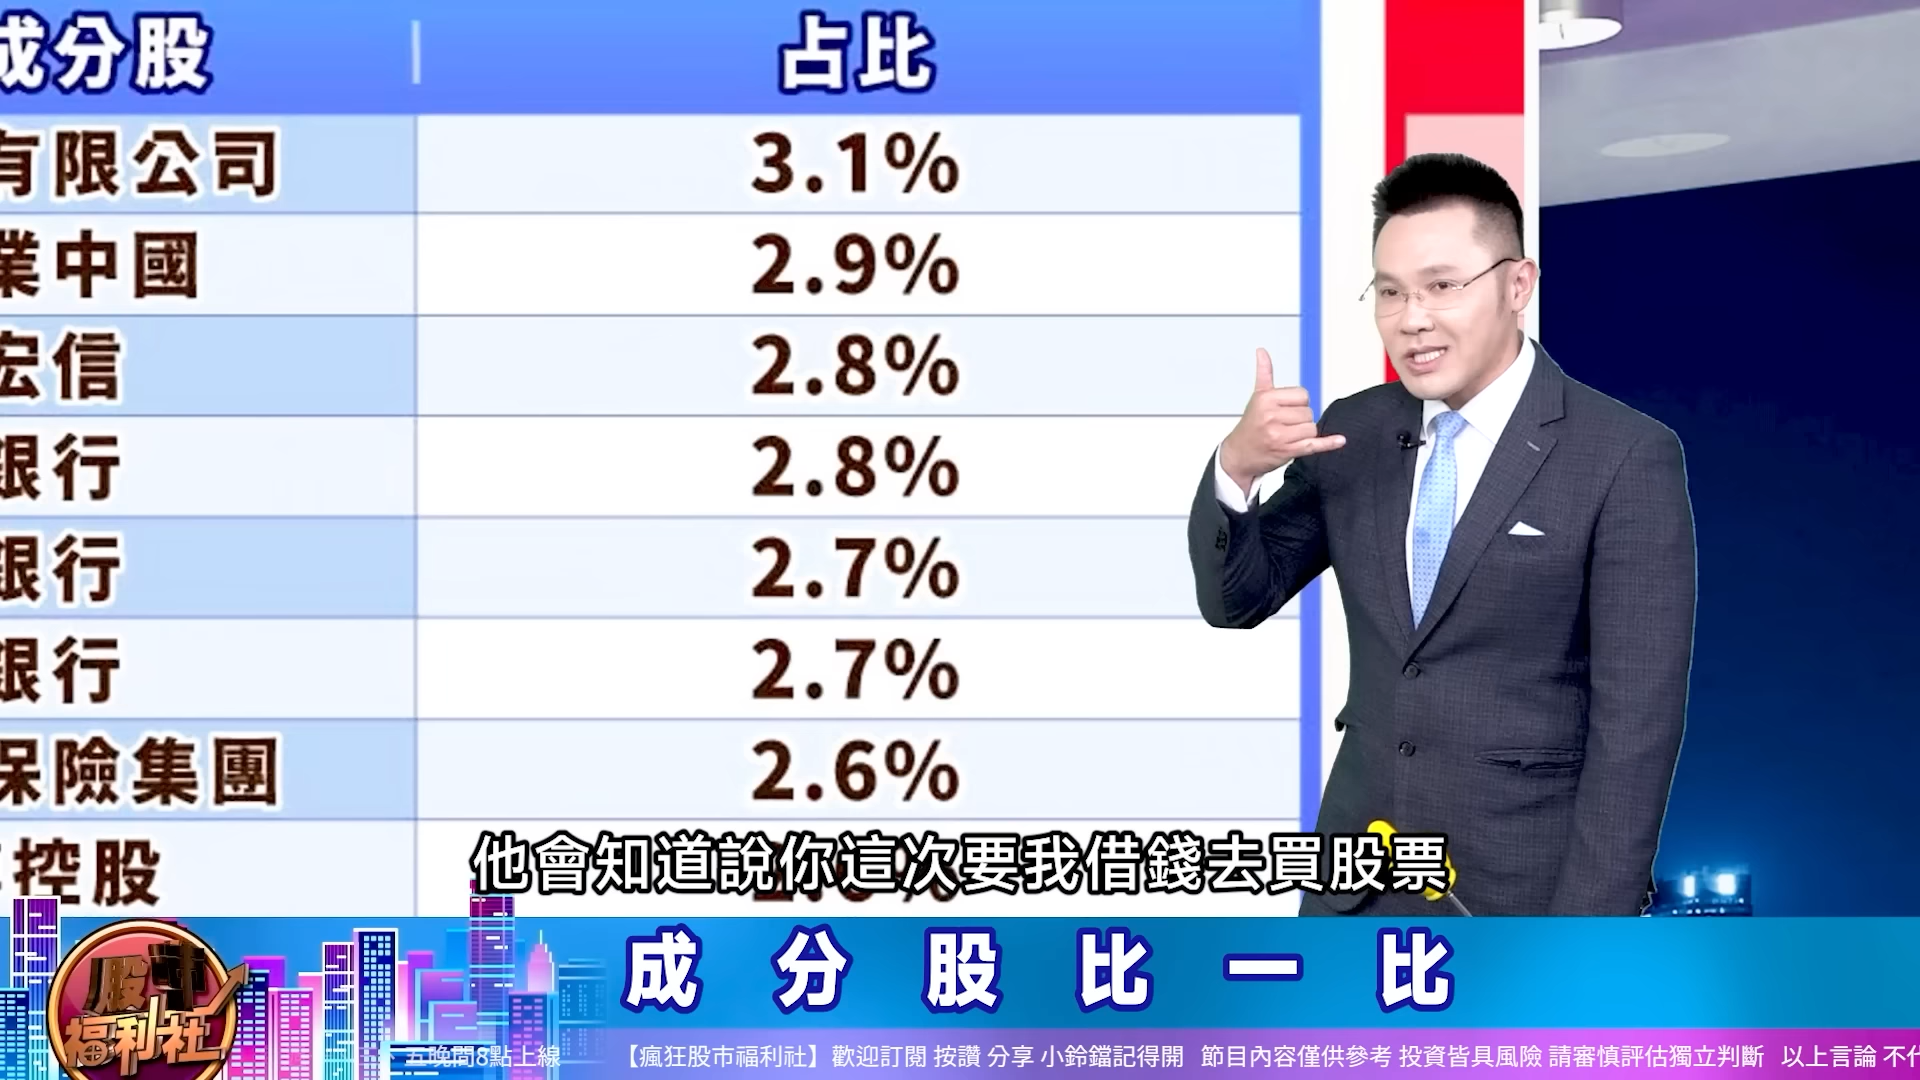 成分股 占比
有限公司 3.1%
業中國 2.9%
宏信 2.8%
銀行 2.8%
銀行 2.7%
銀行 2.7%
保險集團 2.6%
控股
他會知道說你這次要我借錢去買股票
成分股比一比
股市
福利社
五晚間8點上線 【瘋狂股市福利社】歡迎訂閱 按讚 分享 小鈴鐺記得開 節目內容僅供參考 投資皆具風險 請審慎評估獨立判斷 以上言論 不代